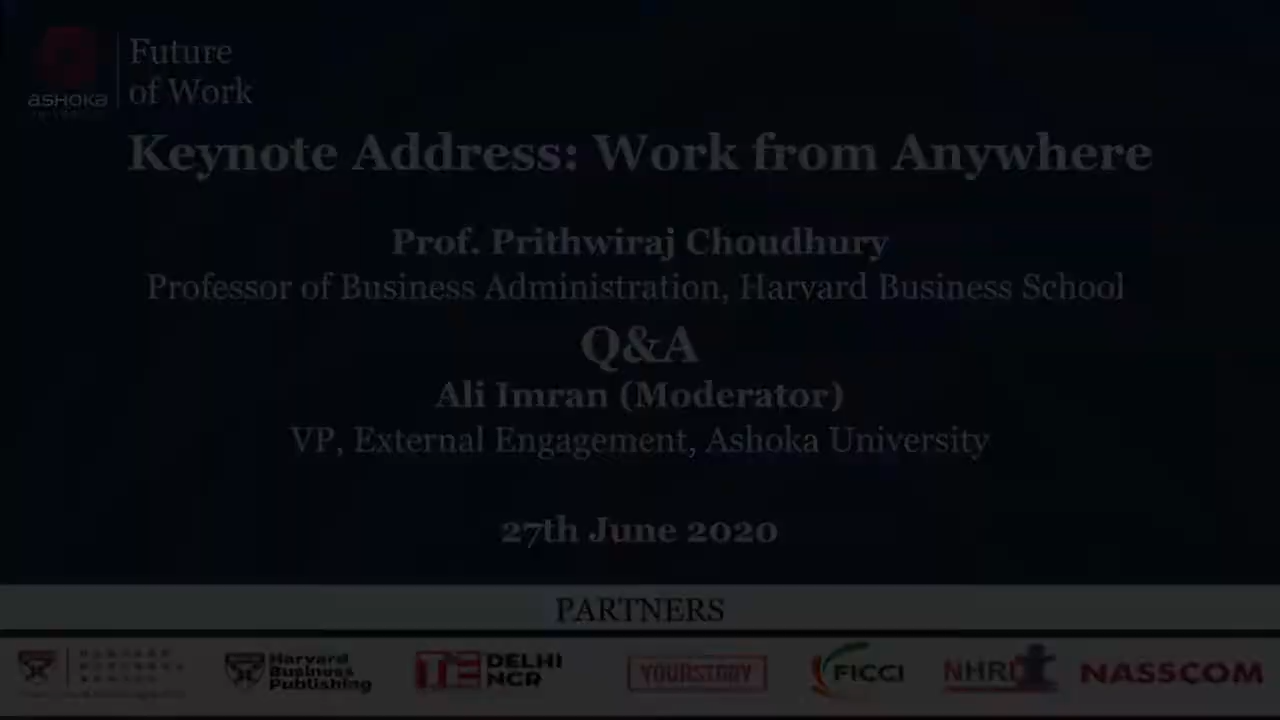 ASHOKA
Future
of Work
Keynote Address: Work from Anywhere
Prof. Prithwiraj Choudhury
Professor of Business Administration, Harvard Business School
Q&A
Ali Imran (Moderator)
VP, External Engagement, Ashoka University
27th June 2020
PARTNERS
HARVARD
BUSINESS
Harvard
Business
Publishing
TiE DELHI
NCR
YOURSTORY
FICCI
NHRD
NASSCOM